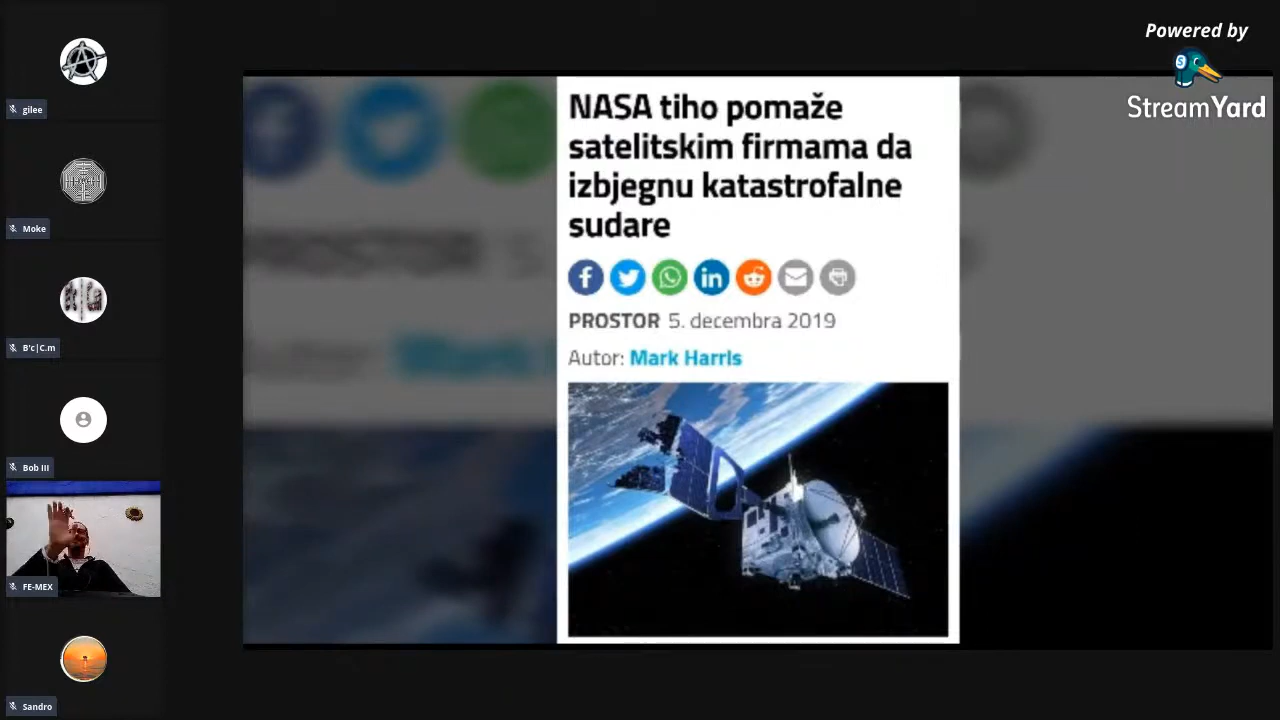 Powered by
StreamYard
gilee
Moke
B'c|C.m
Bob III
FE-MEX
Sandro
NASA tiho pomaže
satelitskim firmama da
izbjegnu katastrofalne
sudare
PROSTOR 5. decembra 2019
Autor: Mark Harris